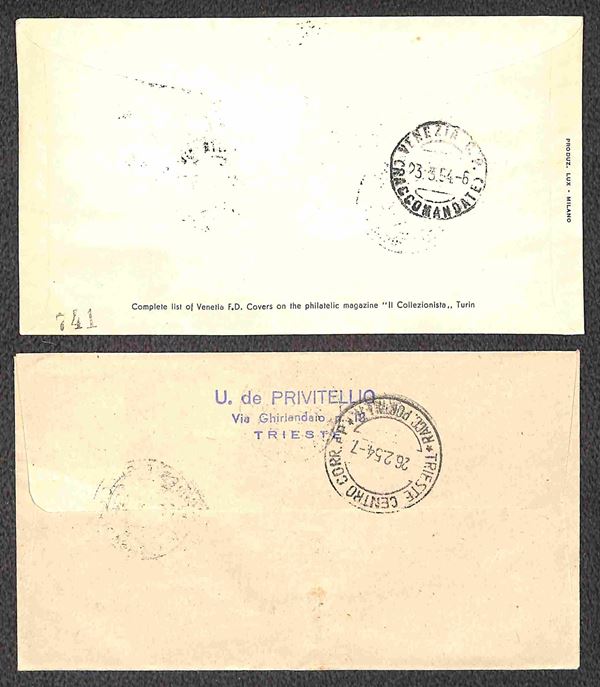 VENEZIA C.P.
23.3.54-6
(RACCOMANDATE)
PRODUZ. LUX - MILANO
Complete list of Venetia F.D. Covers on the philatelic magazine "Il Collezionista,, Turin
741
U. de PRIVITELLIO
Via Ghirlandaio n.
TRIESTE
*TRIESTE CENTRO CORR.
26.2.54-7